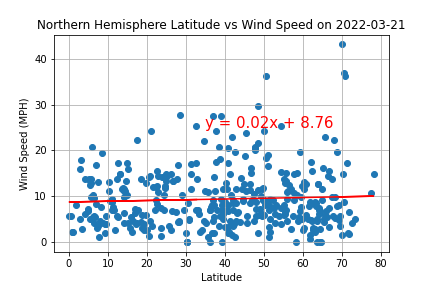 Northern Hemisphere Latitude vs Wind Speed on 2022-03-21
40
30
y = 0.02x + 8.76
20
10
0
Wind Speed (MPH)
0 10 20 30 40 50 60 70 80
Latitude